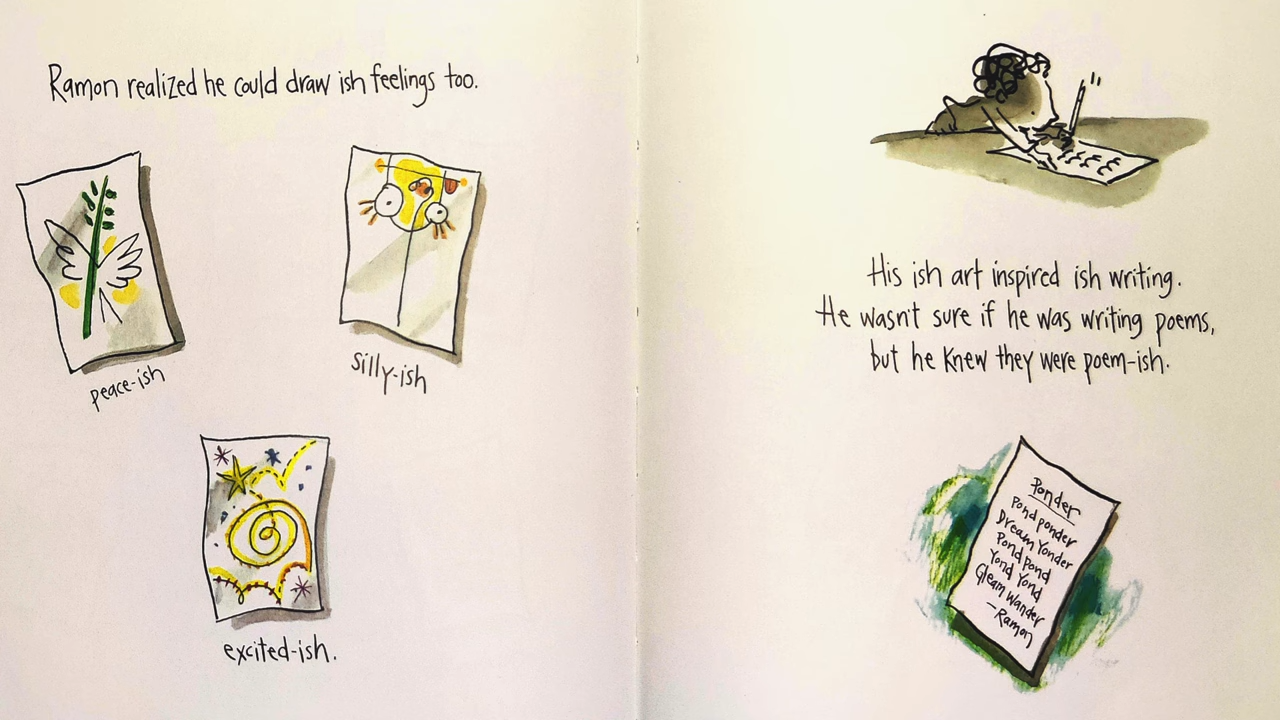 Ramon realized he could draw ish feelings too.
peace-ish
silly-ish
excited-ish.
His ish art inspired ish writing.
He wasn't sure if he was writing poems,
but he knew they were poem-ish.
Ponder
Pond ponder
Dream Yonder
Pond pond
Yond Yond
Gleam Wander
—Ramon